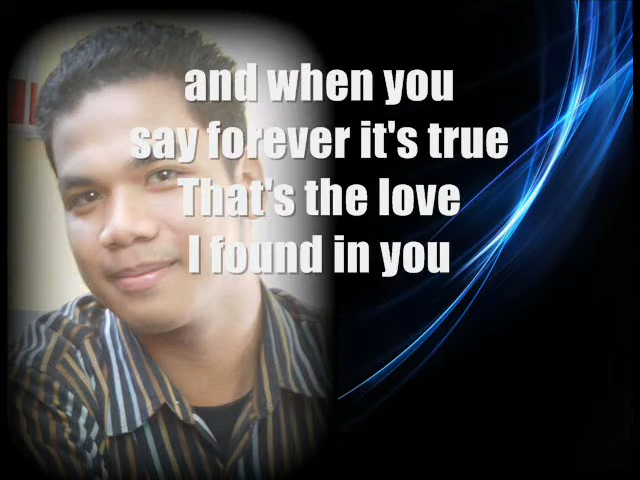 and when you
say forever it's true
That's the love
I found in you